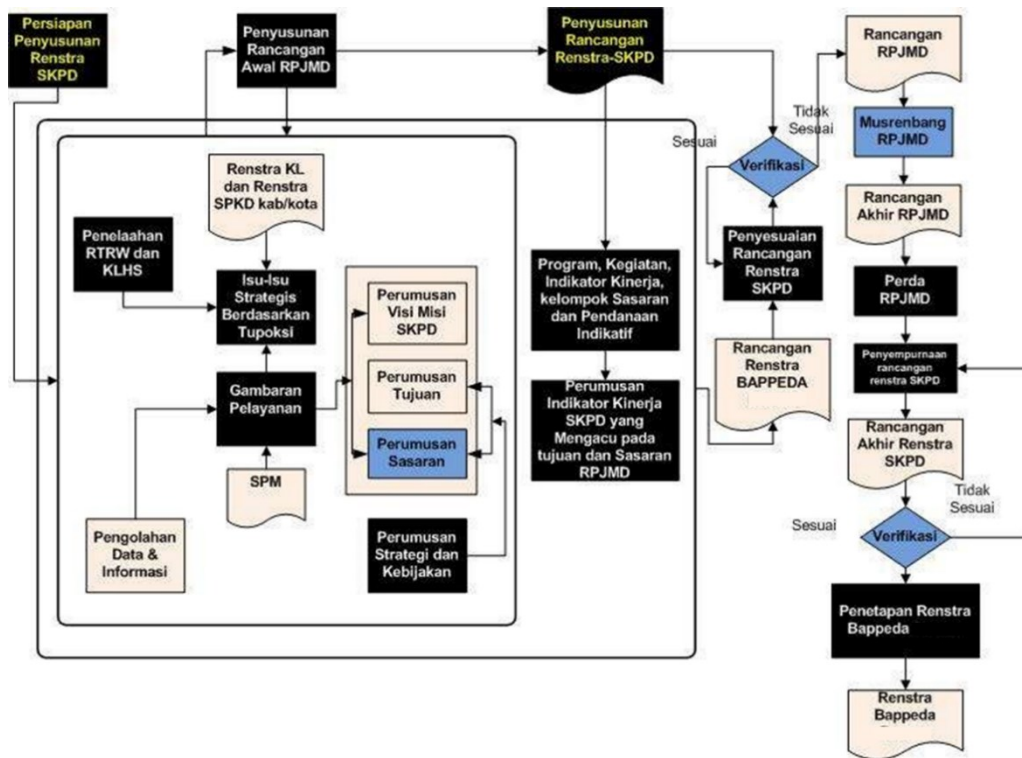 Persiapan
Penyusunan
Renstra
SKPD
Penyusunan
Rancangan
Awal RPJMD
Penyusunan
Rancangan
Renstra-SKPD
Rancangan
RPJMD
Tidak
Sesuai
Sesuai
Verifikasi
Musrenbang
RPJMD
Rancangan
Akhir RPJMD
Renstra KL
dan Renstra
SPKD kab/kota
Penelaahan
RTRW dan
KLHS
Isu-Isu
Strategis
Berdasarkan
Tupoksi
Perumusan
Visi Misi
SKPD
Program, Kegiatan,
Indikator Kinerja,
kelompok Sasaran
dan Pendanaan
Indikatif
Penyesuaian
Rancangan
Renstra
SKPD
Perda
RPJMD
Gambaran
Pelayanan
Perumusan
Tujuan
Perumusan
Sasaran
Perumusan
Indikator Kinerja
SKPD yang
Mengacu pada
tujuan dan Sasaran
RPJMD
Rancangan
Renstra
BAPPEDA
Penyempurnaan
rancangan
renstra SKPD
Rancangan
Akhir Renstra
SKPD
SPM
Pengolahan
Data &
Informasi
Perumusan
Strategi dan
Kebijakan
Sesuai
Tidak
Sesuai
Verifikasi
Penetapan Renstra
Bappeda
Renstra
Bappeda